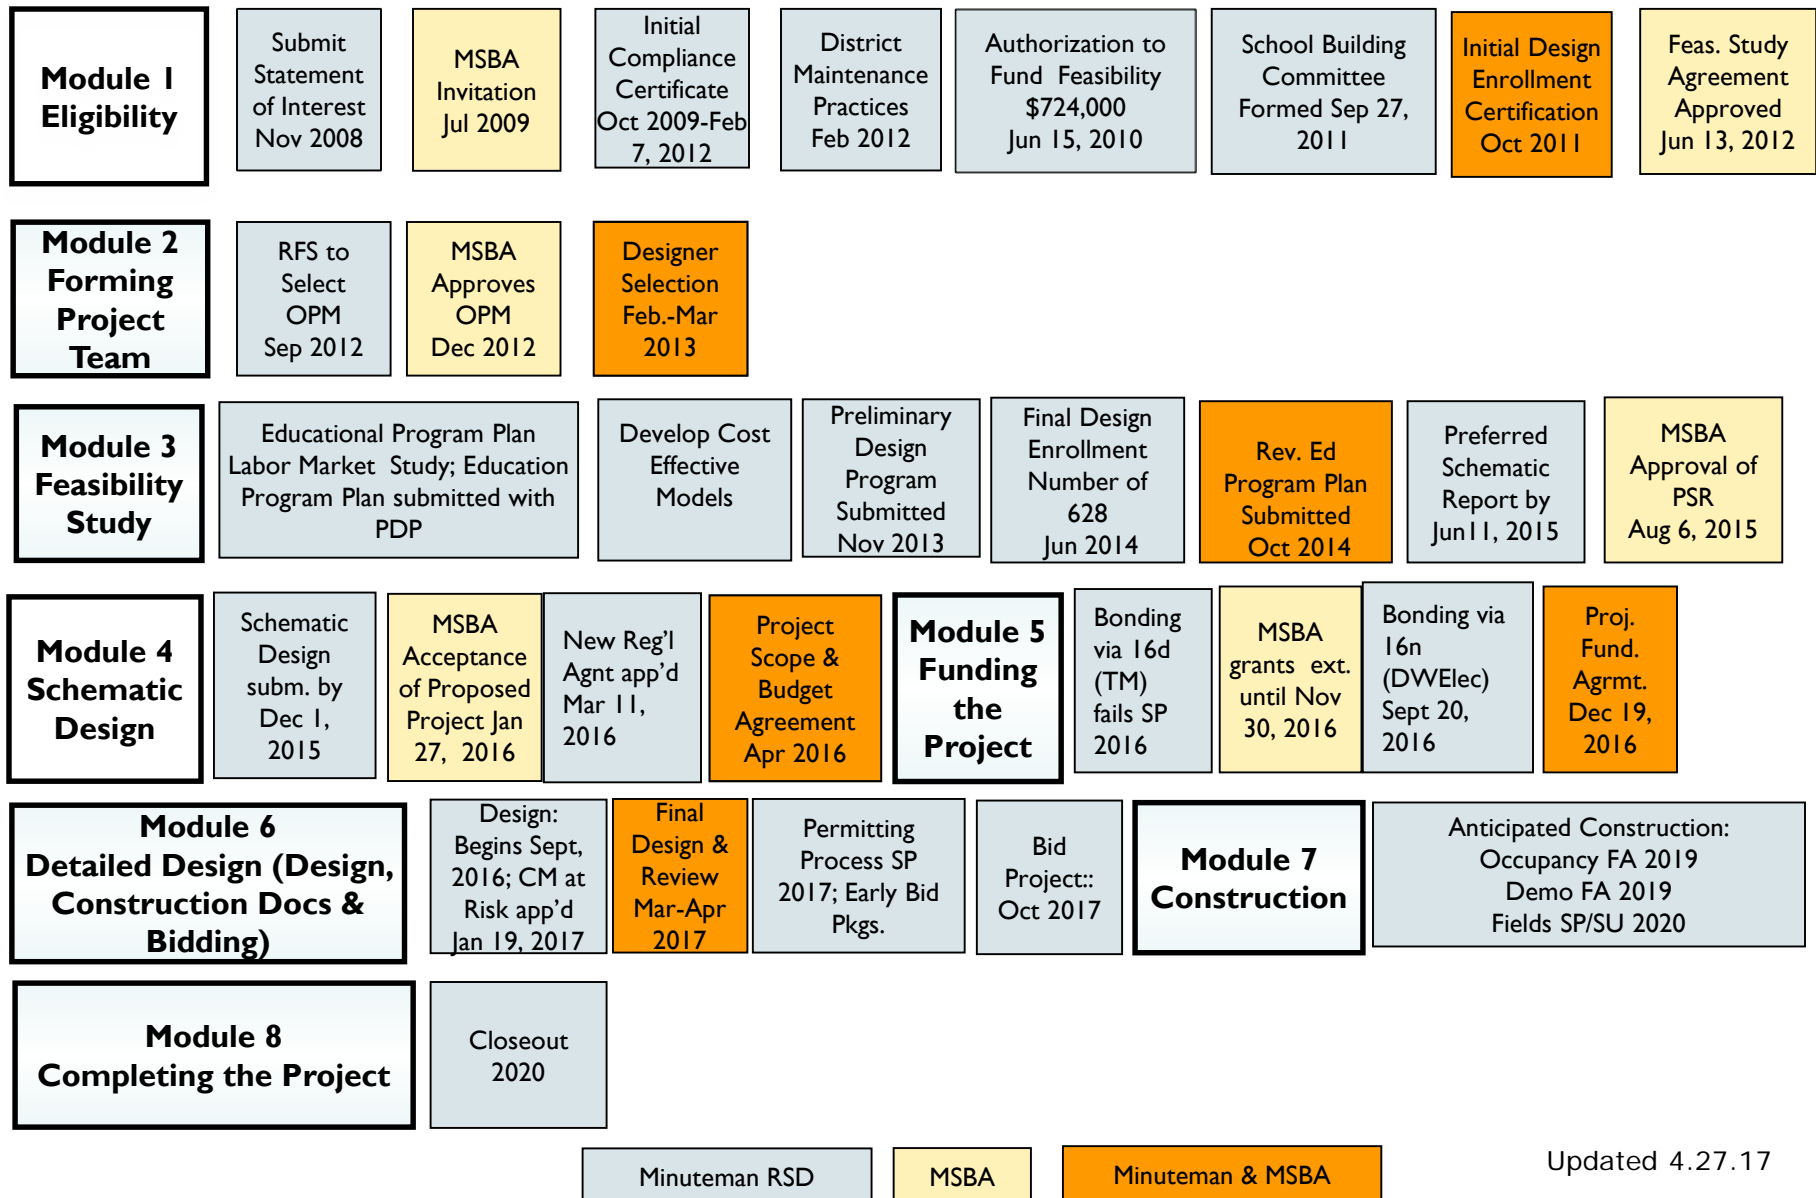 Module 1
Eligibility
Submit
Statement
of Interest
Nov 2008
MSBA
Invitation
Jul 2009
Initial
Compliance
Certificate
Oct 2009-Feb
7, 2012
District
Maintenance
Practices
Feb 2012
Authorization to
Fund  Feasibility
$724,000
Jun 15, 2010
School Building
Committee
Formed Sep 27,
2011
Initial Design
Enrollment
Certification
Oct 2011
Feas. Study
Agreement
Approved
Jun 13, 2012
Module 2
Forming
Project
Team
RFS to
Select
OPM
Sep 2012
MSBA
Approves
OPM
Dec 2012
Designer
Selection
Feb.-Mar
2013
Module 3
Feasibility
Study
Educational Program Plan
Labor Market  Study; Education
Program Plan submitted with
PDP
Develop Cost
Effective
Models
Preliminary
Design
Program
Submitted
Nov 2013
Final Design
Enrollment
Number of
628
Jun 2014
Rev. Ed
Program Plan
Submitted
Oct 2014
Preferred
Schematic
Report by
Jun11, 2015
MSBA
Approval of
PSR
Aug 6, 2015
Module 4
Schematic
Design
Schematic
Design
subm. by
Dec 1,
2015
MSBA
Acceptance
of Proposed
Project Jan
27,  2016
New Reg'l
Agnt app'd
Mar 11,
2016
Project
Scope &
Budget
Agreement
Apr 2016
Module 5
Funding
the
Project
Bonding
via 16d
(TM)
fails SP
2016
MSBA
grants  ext.
until Nov
30, 2016
Bonding via
16n
(DWElec)
Sept 20,
2016
Proj.
Fund.
Agrmt.
Dec 19,
2016
Module 6
Detailed Design (Design,
Construction Docs &
Bidding)
Design:
Begins Sept,
2016; CM at
Risk app'd
Jan 19, 2017
Final
Design &
Review
Mar-Apr
2017
Permitting
Process SP
2017; Early Bid
Pkgs.
Bid
Project::
Oct 2017
Module 7
Construction
Anticipated Construction:
Occupancy FA 2019
Demo FA 2019
Fields SP/SU 2020
Module 8
Completing the Project
Closeout
2020
Minuteman RSD
MSBA
Minuteman & MSBA
Updated 4.27.17